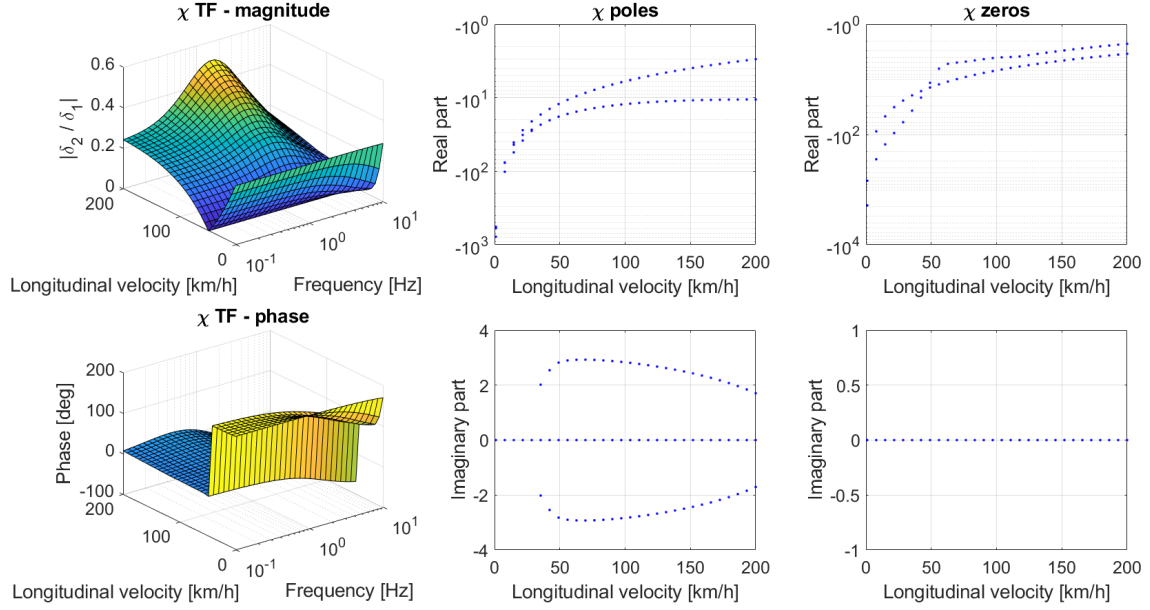 χ TF - magnitude
|δ2 / δ1|
0.6
0.4
0.2
0
200
100
0
10^-1
10^0
10^1
Longitudinal velocity [km/h]
Frequency [Hz]
χ poles
Real part
-10^0
-10^1
-10^2
-10^3
0 50 100 150 200
Longitudinal velocity [km/h]
χ zeros
Real part
-10^0
-10^2
-10^4
0 50 100 150 200
Longitudinal velocity [km/h]
χ TF - phase
Phase [deg]
200
100
0
-100
200
100
0
10^-1
10^0
10^1
Longitudinal velocity [km/h]
Frequency [Hz]
Imaginary part
4
2
0
-2
-4
0 50 100 150 200
Longitudinal velocity [km/h]
Imaginary part
1
0.5
0
-0.5
-1
0 50 100 150 200
Longitudinal velocity [km/h]